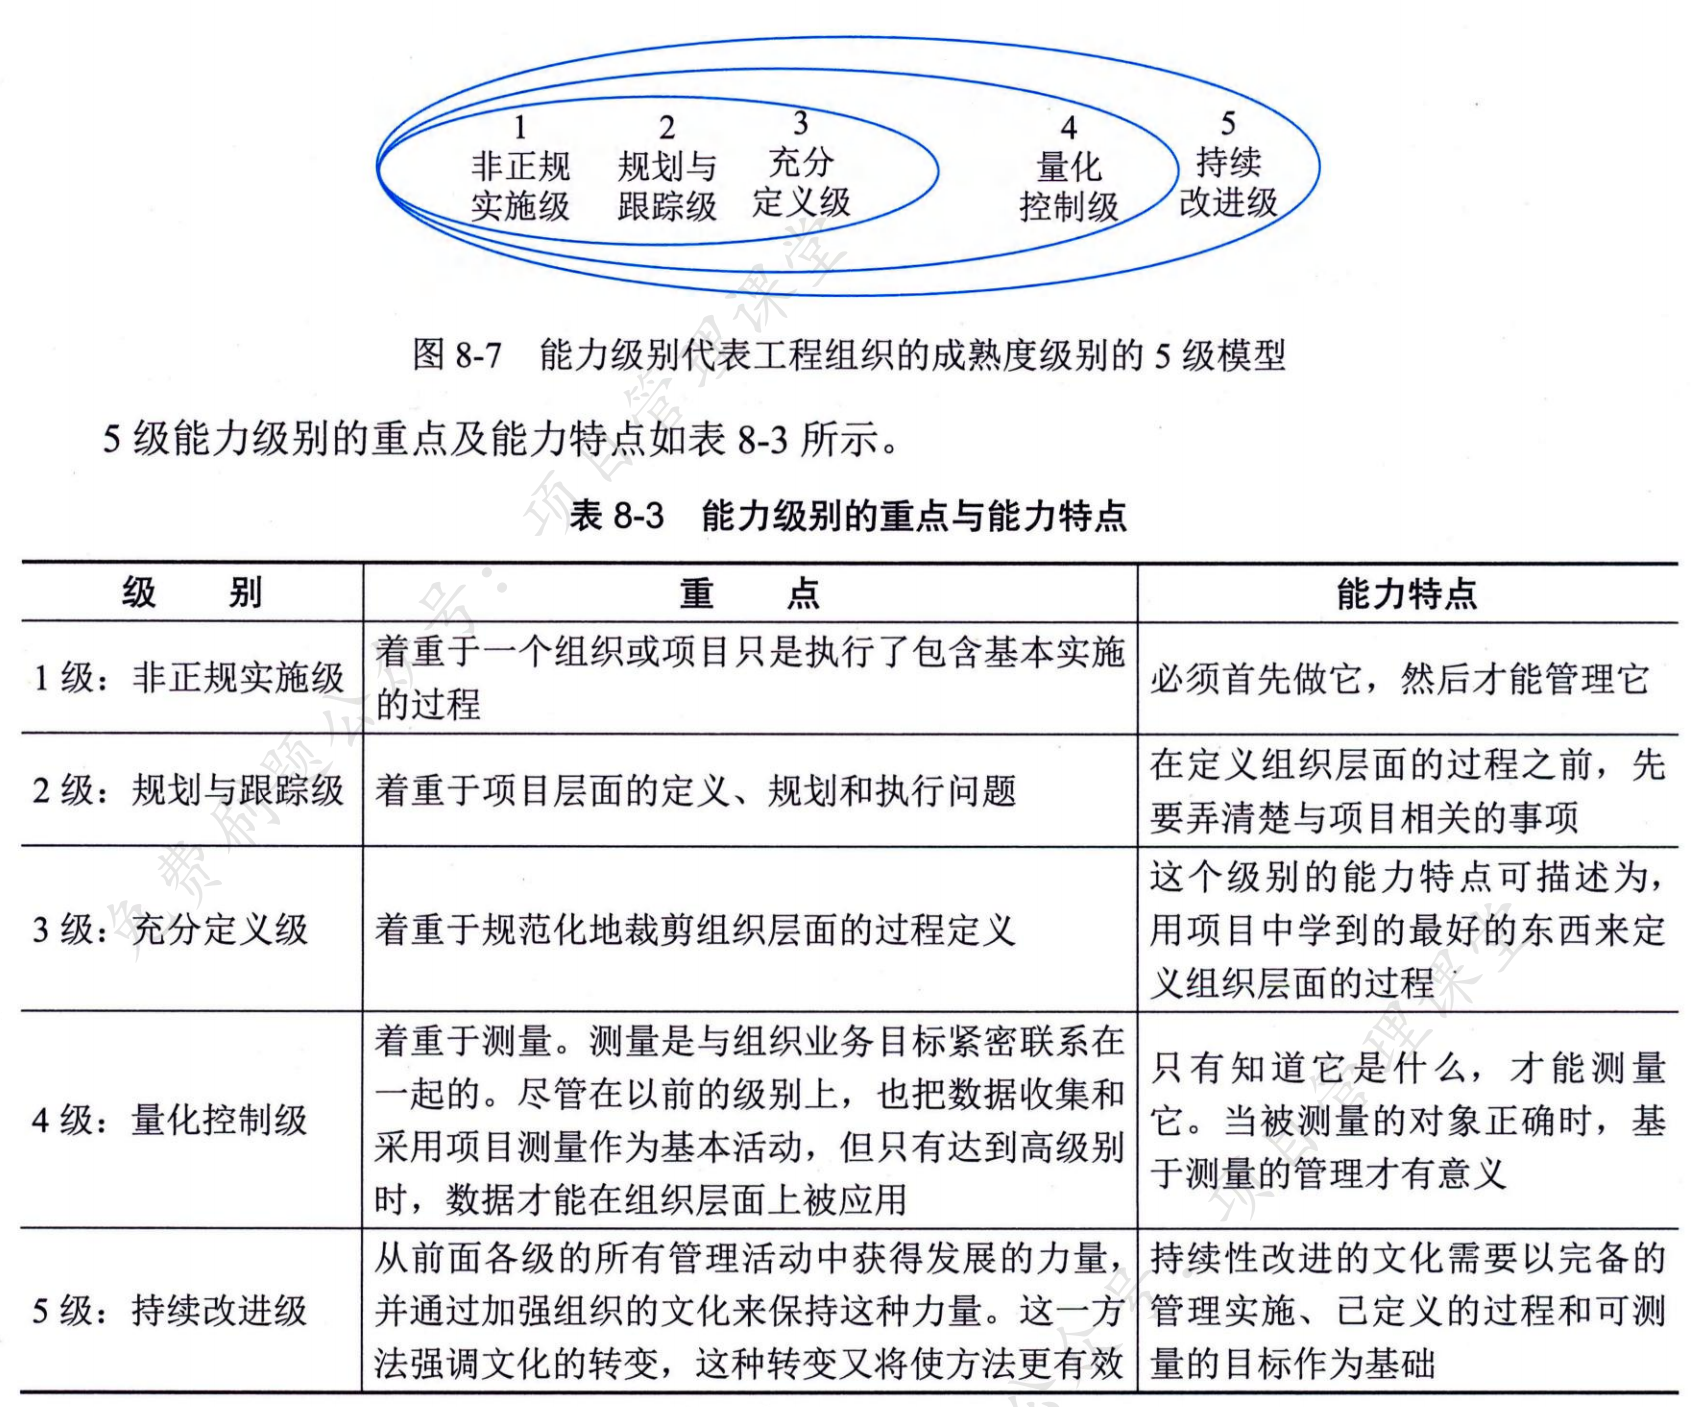 1
非正规
实施级
2
规划与
跟踪级
3
充分
定义级
4
量化
控制级
5
持续
改进级
图 8-7 能力级别代表工程组织的成熟度级别的 5 级模型
5 级能力级别的重点及能力特点如表 8-3 所示。
表 8-3 能力级别的重点与能力特点
级 别
重 点
能力特点
1 级：非正规实施级
着重于一个组织或项目只是执行了包含基本实施
的过程
必须首先做它，然后才能管理它
2 级：规划与跟踪级
着重于项目层面的定义、规划和执行问题
在定义组织层面的过程之前，先
要弄清楚与项目相关的事项
3 级：充分定义级
着重于规范化地裁剪组织层面的过程定义
这个级别的能力特点可描述为，
用项目中学到的最好的东西来定
义组织层面的过程
4 级：量化控制级
着重于测量。测量是与组织业务目标紧密联系在
一起的。尽管在以前的级别上，也把数据收集和
采用项目测量作为基本活动，但只有达到高级别
时，数据才能在组织层面上被应用
只有知道它是什么，才能测量
它。当被测量的对象正确时，基
于测量的管理才有意义
5 级：持续改进级
从前面各级的所有管理活动中获得发展的力量，
并通过加强组织的文化来保持这种力量。这一方
法强调文化的转变，这种转变又将使方法更有效
持续性改进的文化需要以完备的
管理实施、已定义的过程和可测
量的目标作为基础
免费刷题公众号：项目管理课堂
公众号：项目管理课堂